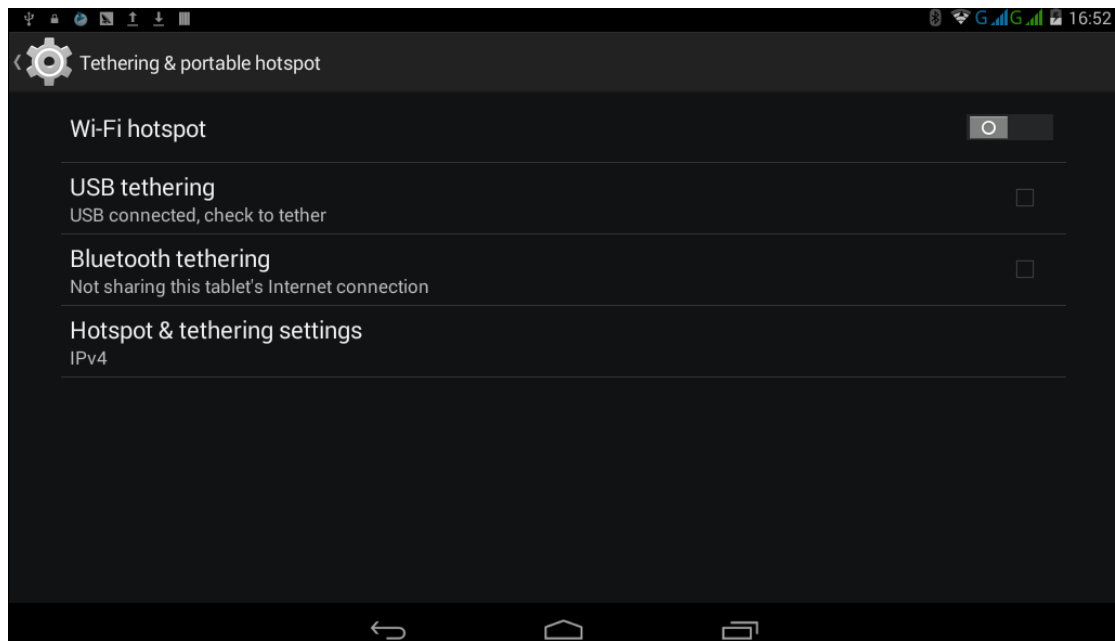 G G 16:52
Tethering & portable hotspot
Wi-Fi hotspot
USB tethering
USB connected, check to tether
Bluetooth tethering
Not sharing this tablet's Internet connection
Hotspot & tethering settings
IPv4